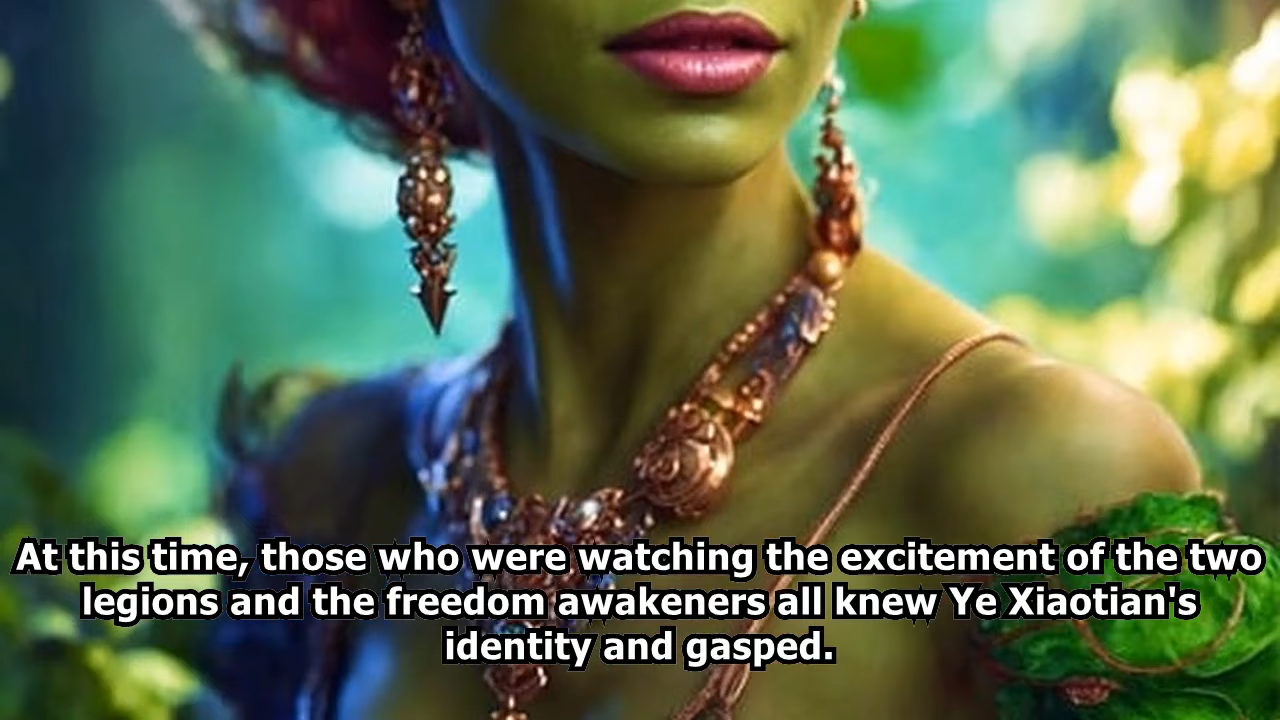 At this time, those who were watching the excitement of the two
legions and the freedom awakeners all knew Ye Xiaotian's
identity and gasped.